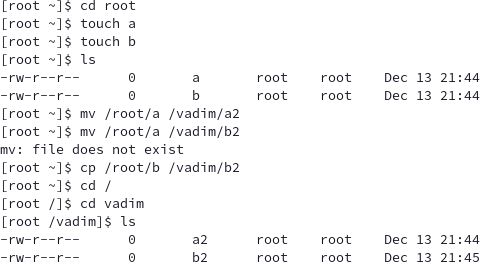 [root ~]$ cd root
[root ~]$ touch a
[root ~]$ touch b
[root ~]$ ls
-rw-r--r-- 0 a root root Dec 13 21:44
-rw-r--r-- 0 b root root Dec 13 21:44
[root ~]$ mv /root/a /vadim/a2
[root ~]$ mv /root/a /vadim/b2
mv: file does not exist
[root ~]$ cp /root/b /vadim/b2
[root ~]$ cd /
[root /]$ cd vadim
[root /vadim]$ ls
-rw-r--r-- 0 a2 root root Dec 13 21:44
-rw-r--r-- 0 b2 root root Dec 13 21:45